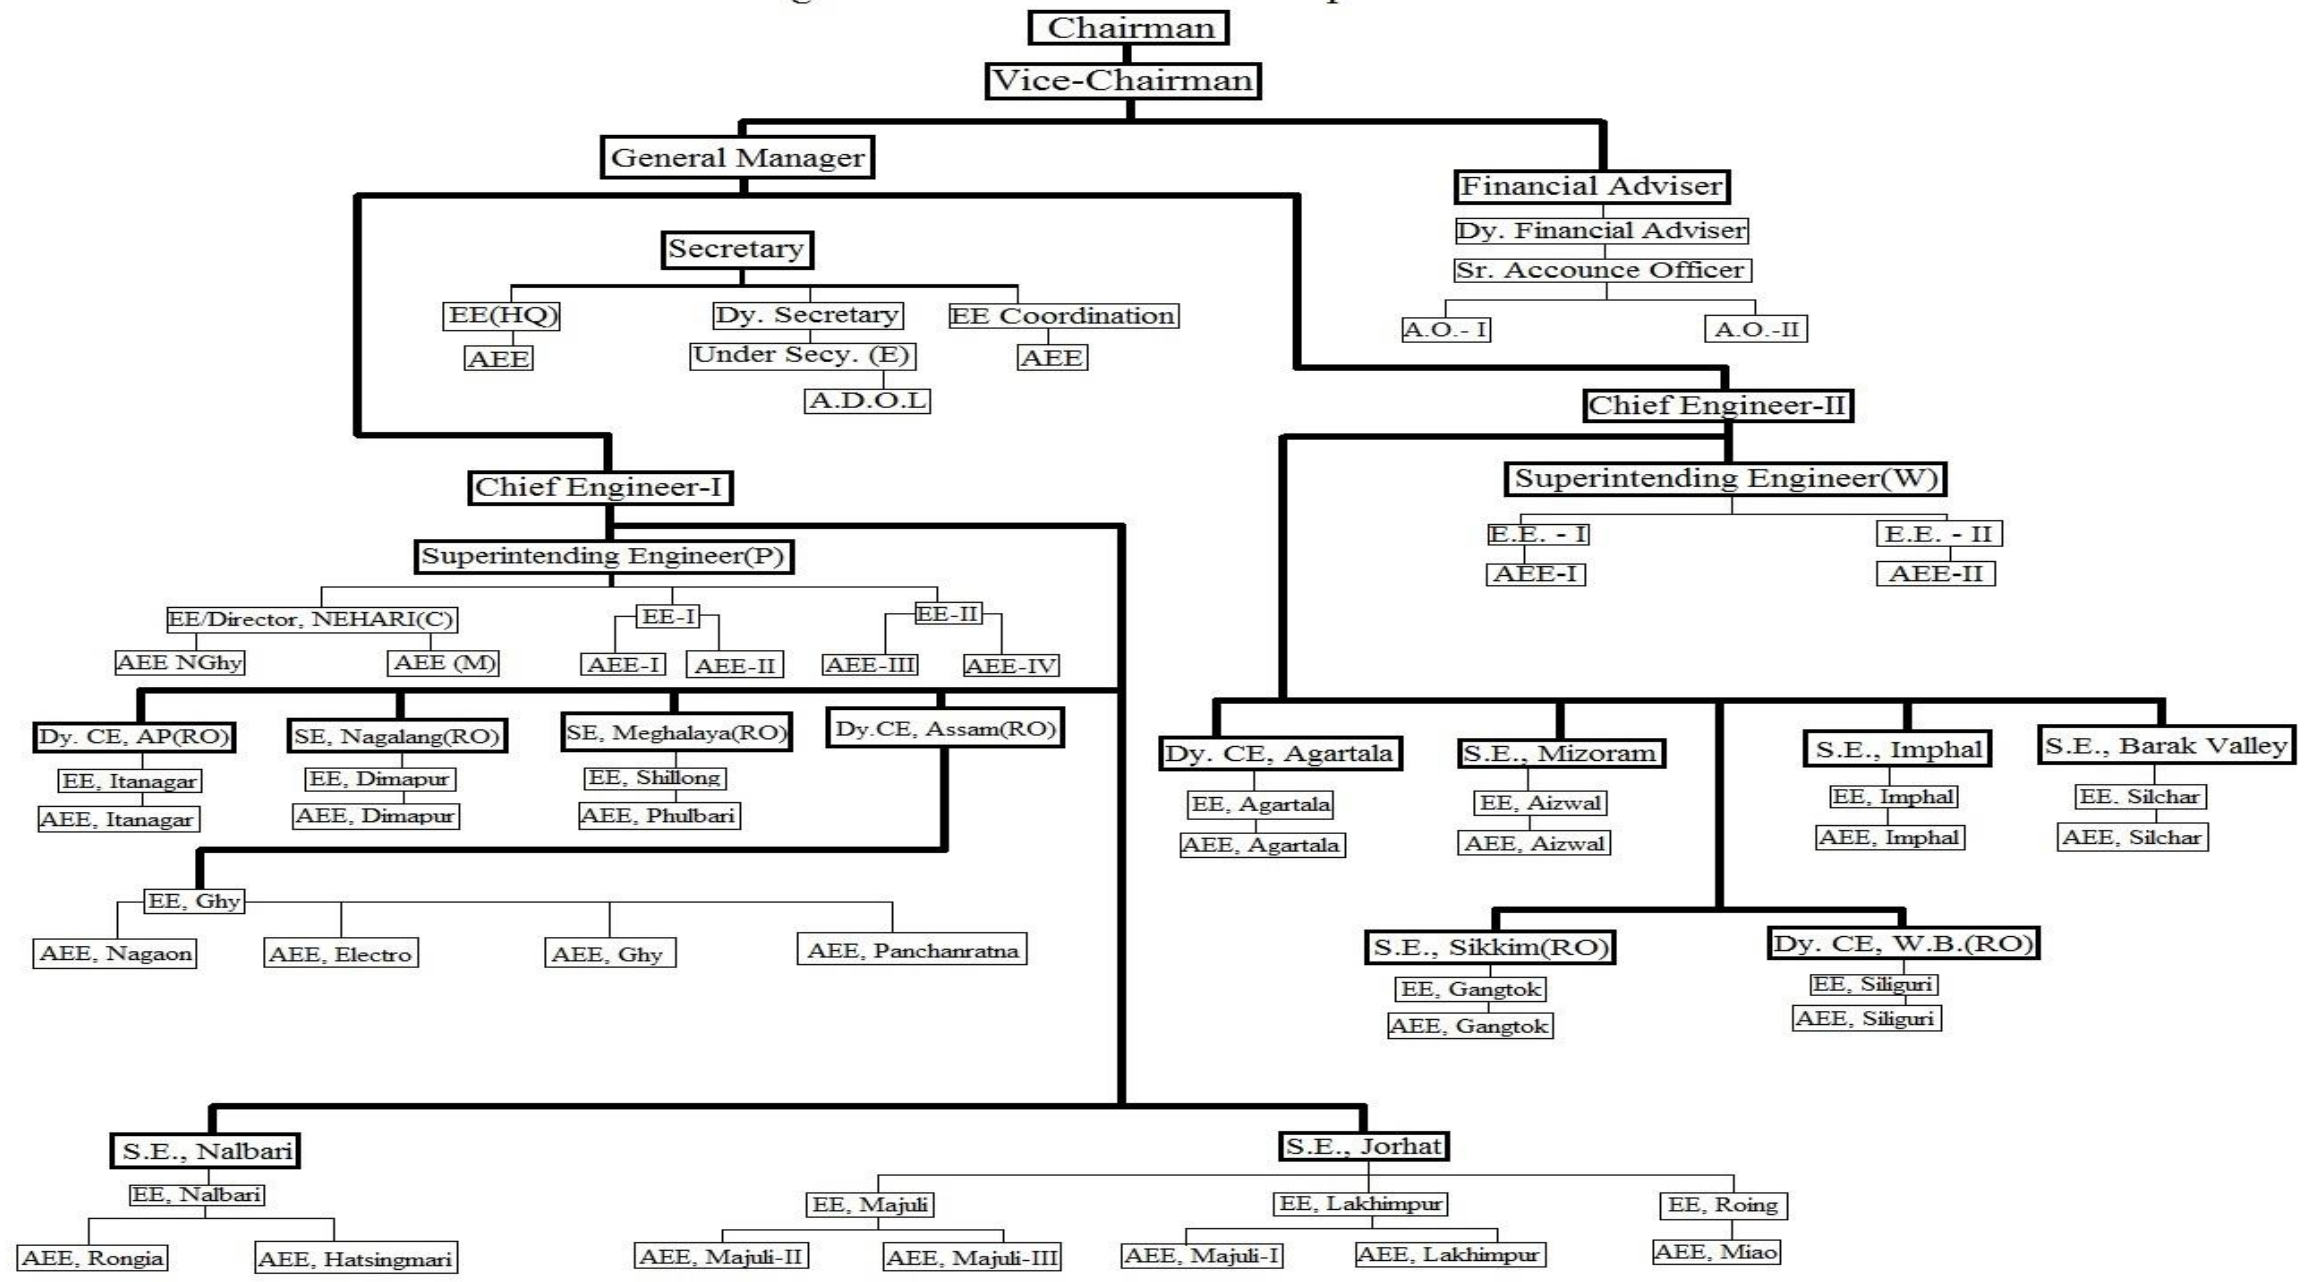 Chairman
Vice-Chairman
General Manager
Financial Adviser
Dy. Financial Adviser
Sr. Accounce Officer
A.O.- I
A.O.-II
Secretary
EE(HQ)
Dy. Secretary
EE Coordination
AEE
Under Secy. (E)
AEE
A.D.O.L
Chief Engineer-II
Superintending Engineer(W)
E.E. - I
E.E. - II
AEE-I
AEE-II
Chief Engineer-I
Superintending Engineer(P)
EE/Director, NEHARI(C)
EE-I
EE-II
AEE NGhy
AEE (M)
AEE-I
AEE-II
AEE-III
AEE-IV
Dy. CE, AP(RO)
SE, Nagalang(RO)
SE, Meghalaya(RO)
Dy.CE, Assam(RO)
EE, Itanagar
EE, Dimapur
EE, Shillong
AEE, Itanagar
AEE, Dimapur
AEE, Phulbari
EE, Ghy
AEE, Nagaon
AEE, Electro
AEE, Ghy
AEE, Panchanratna
Dy. CE, Agartala
S.E., Mizoram
S.E., Imphal
S.E., Barak Valley
EE, Agartala
EE, Aizwal
EE, Imphal
EE. Silchar
AEE, Agartala
AEE, Aizwal
AEE, Imphal
AEE, Silchar
S.E., Sikkim(RO)
Dy. CE, W.B.(RO)
EE, Gangtok
EE, Siliguri
AEE, Gangtok
AEE, Siliguri
S.E., Nalbari
S.E., Jorhat
EE, Nalbari
EE, Majuli
EE, Lakhimpur
EE, Roing
AEE, Rongia
AEE, Hatsingmari
AEE, Majuli-II
AEE, Majuli-III
AEE, Majuli-I
AEE, Lakhimpur
AEE, Miao